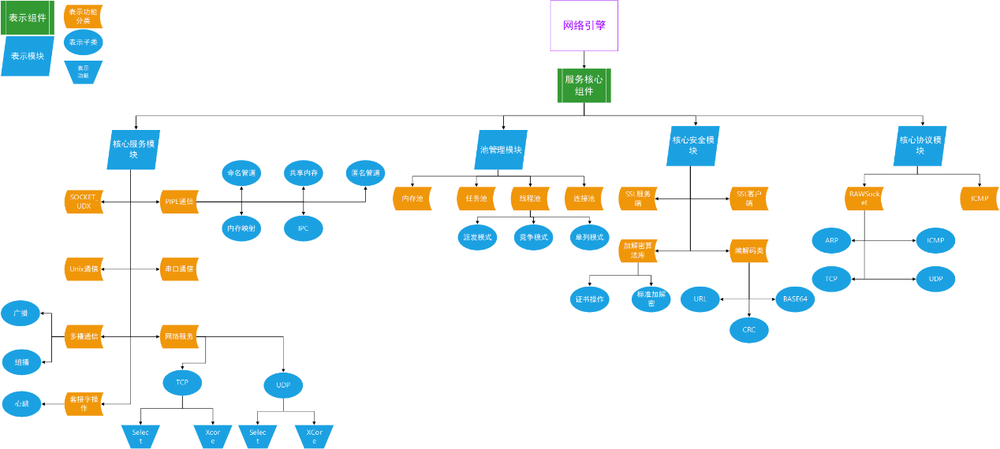 表示组件
表示功能
分类
表示子类
表示模块
表示
功能
网络引擎
服务核心
组件
核心服务模
块
池管理模块
核心安全模
块
核心协议模
块
命名管道
共享内存
匿名管道
SOCKET_
UDX
PIPE通信
内存映射
IPC
内存池
任务池
线程池
连接池
SSL服务
端
SSL客户
端
RAWSock
et
ICMP
派发模式
竞争模式
单列模式
加解密算
法库
编解码类
ARP
ICMP
Unix通信
串口通信
TCP
UDP
证书操作
标准加解
密
URL
BASE64
CRC
广播
多播通信
网络服务
组播
TCP
UDP
心跳
套接字操
作
Selec
t
Xcor
e
Selec
t
XCor
e